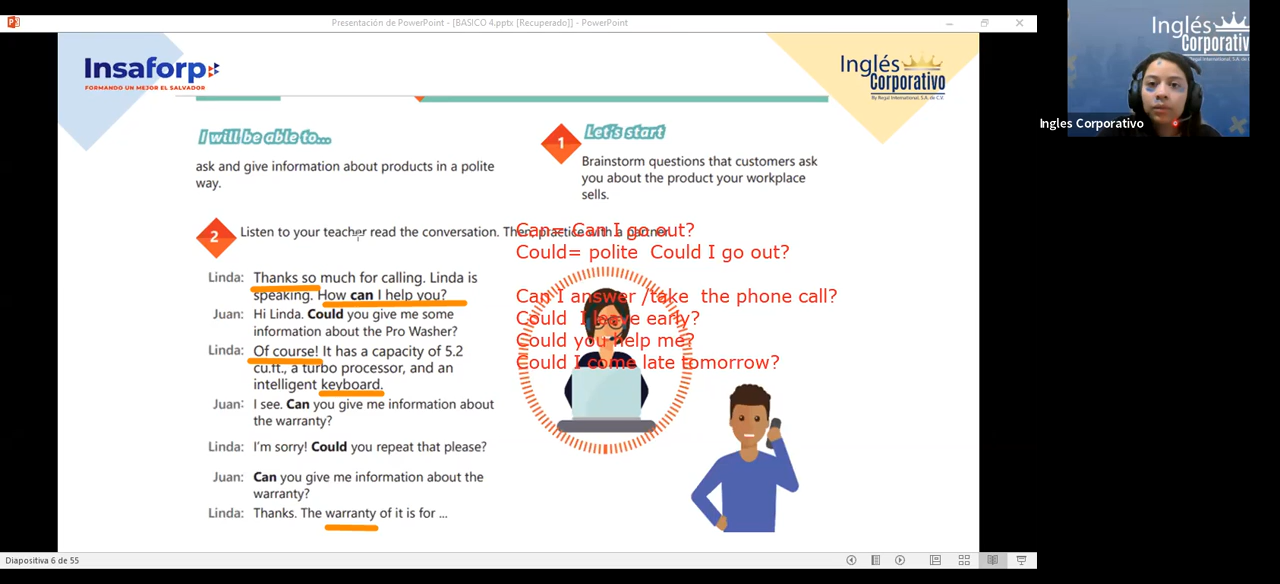 Presentación de PowerPoint - [BASICO 4.pptx [Recuperado]] - PowerPoint
Insaforp
FORMANDO UN MEJOR EL SALVADOR
Inglés
Corporativo
By Regal International, S.A. de C.V.
Inglés
Corporativo
By Regal International, S.A. de C.V.
Ingles Corporativo
I will be able to...
ask and give information about products in a polite
way.
1
Let's start
Brainstorm questions that customers ask
you about the product your workplace
sells.
2
Listen to your teacher read the conversation. Then, practice with a partner.
Linda: Thanks so much for calling. Linda is
speaking. How can I help you?
Juan: Hi Linda. Could you give me some
information about the Pro Washer?
Linda: Of course! It has a capacity of 5.2
cu.ft., a turbo processor, and an
intelligent keyboard.
Juan: I see. Can you give me information about
the warranty?
Linda: I'm sorry! Could you repeat that please?
Juan: Can you give me information about the
warranty?
Linda: Thanks. The warranty of it is for ...
Can= Can I go out?
Could= polite Could I go out?
Can I answer /take the phone call?
Could I leave early?
Could you help me?
Could I come late tomorrow?
Diapositiva 6 de 55